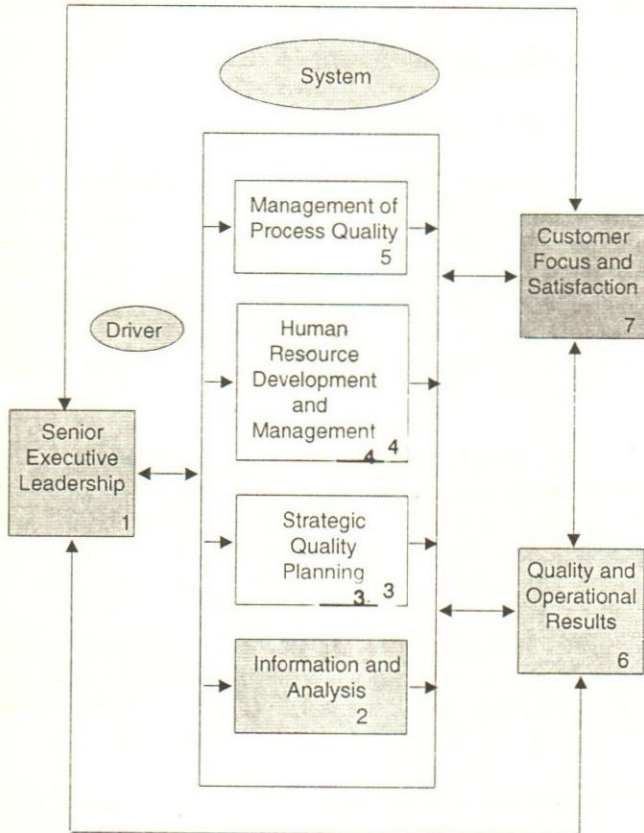 System
Management of
Process Quality
5
Customer
Focus and
Satisfaction
7
Driver
Human
Resource
Development
and
Management
4 4
Senior
Executive
Leadership
1
Strategic
Quality
Planning
3 3
Quality and
Operational
Results
6
Information and
Analysis
2